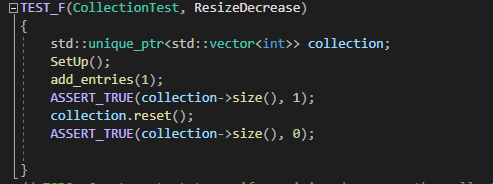 TEST_F(CollectionTest, ResizeDecrease)
{
    std::unique_ptr<std::vector<int>> collection;
    SetUp();
    add_entries(1);
    ASSERT_TRUE(collection->size(), 1);
    collection.reset();
    ASSERT_TRUE(collection->size(), 0);
}